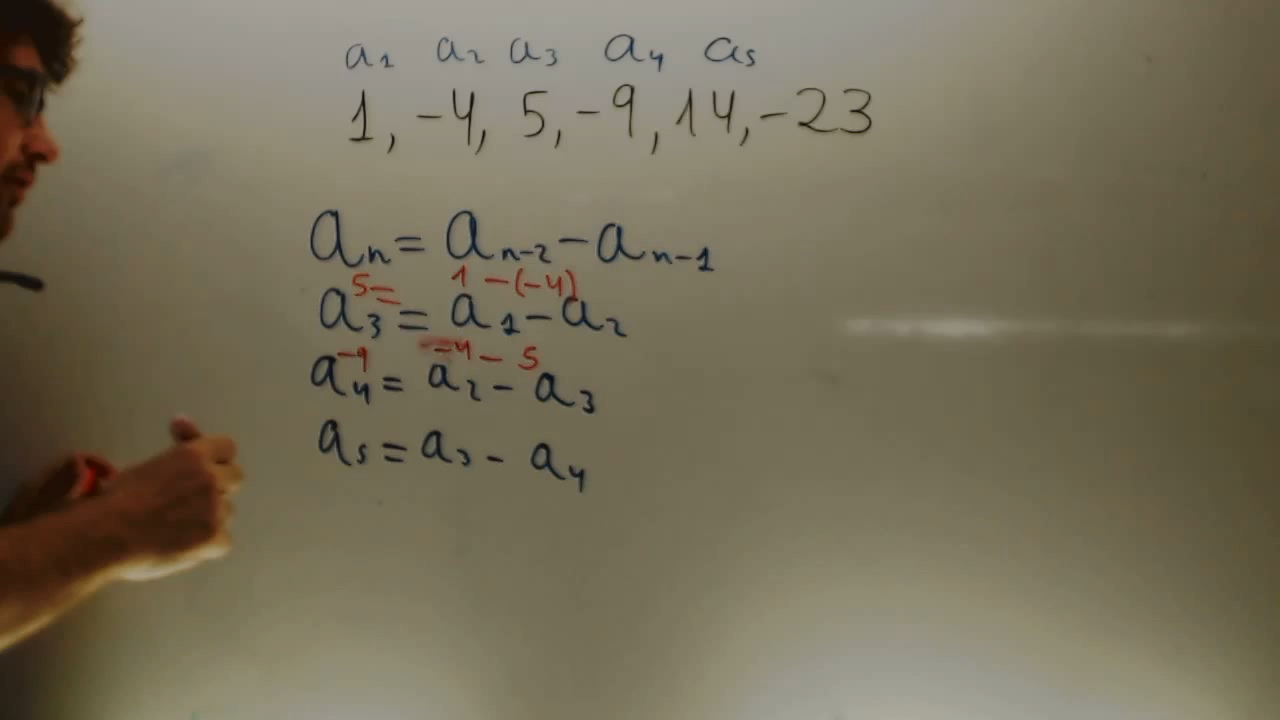 a₁ a₂ a₃ a₄ a₅
1, -4, 5, -9, 14, -23
aₙ = aₙ₋₂ - aₙ₋₁
5 = 1 - (-4)
a₃ = a₁ - a₂
-9 -4 - 5
a₄ = a₂ - a₃
a₅ = a₃ - a₄